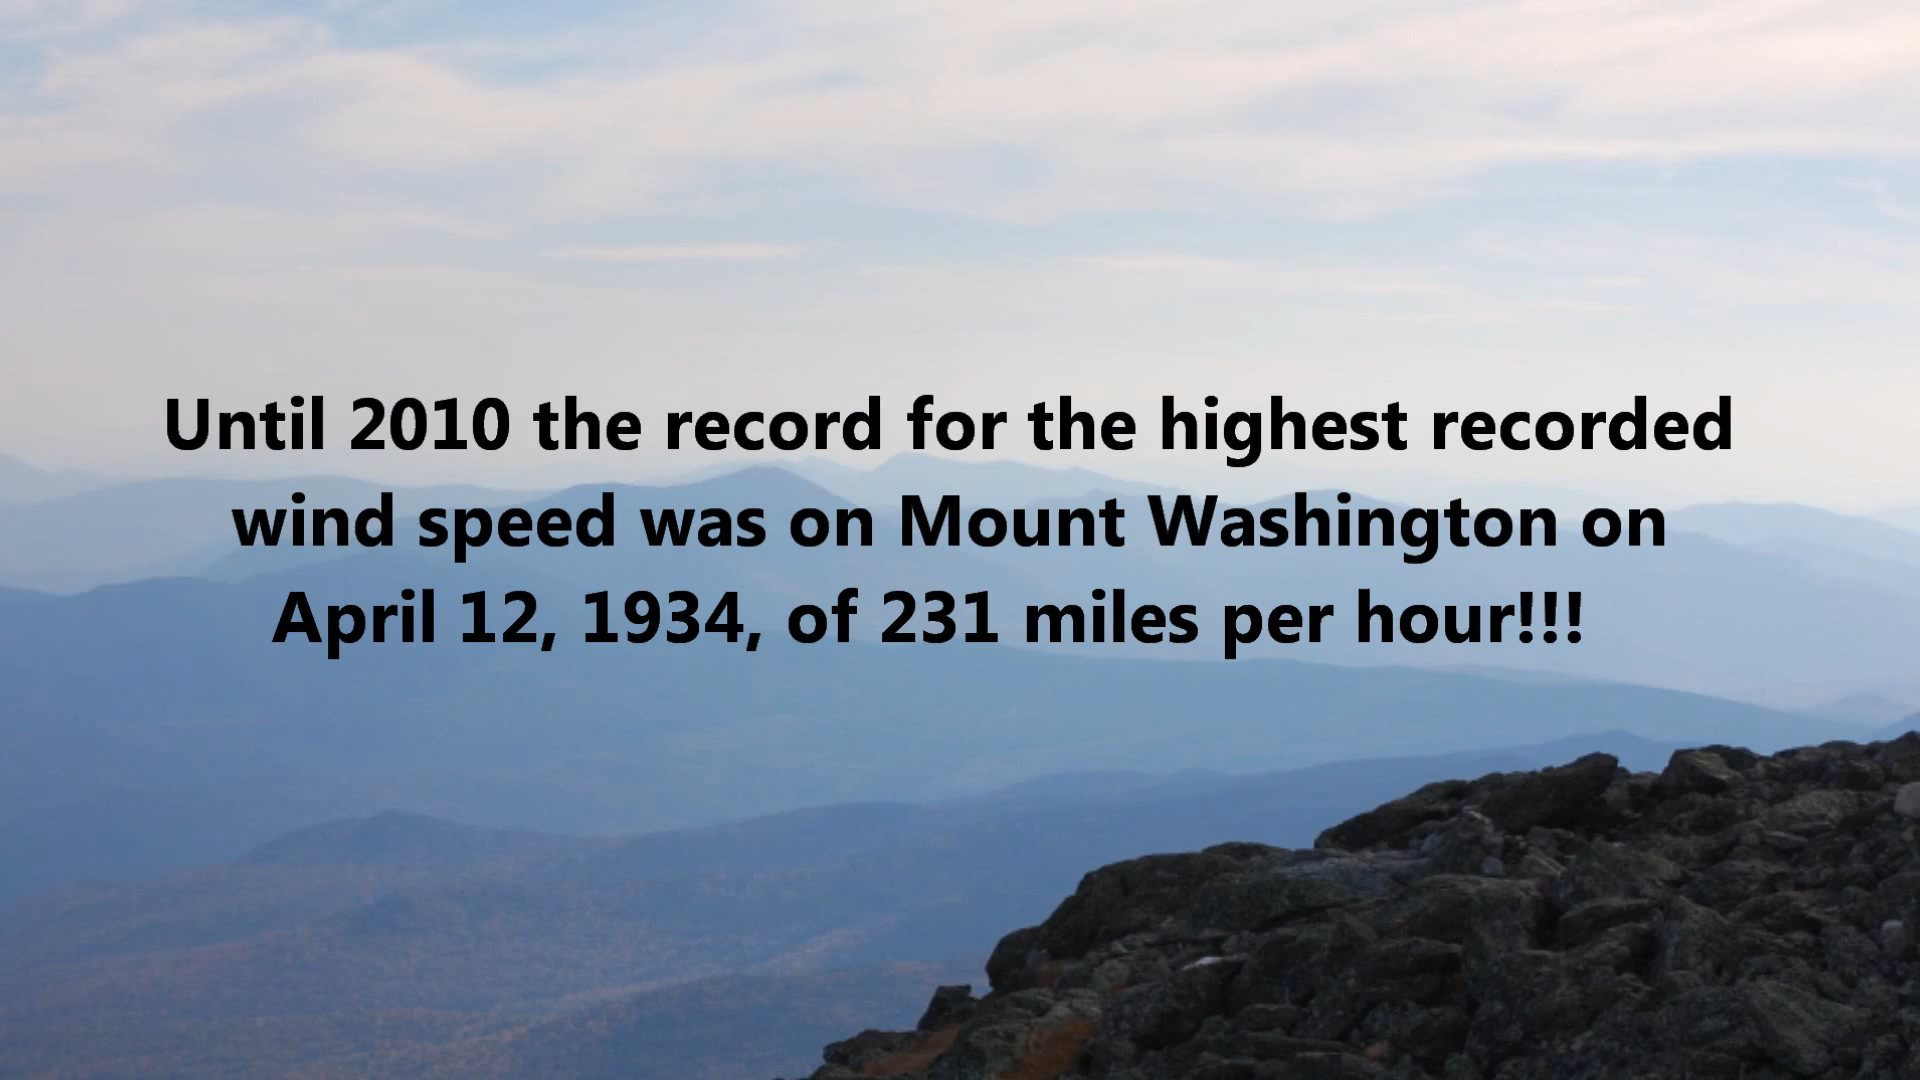 Until 2010 the record for the highest recorded
wind speed was on Mount Washington on
April 12, 1934, of 231 miles per hour!!!